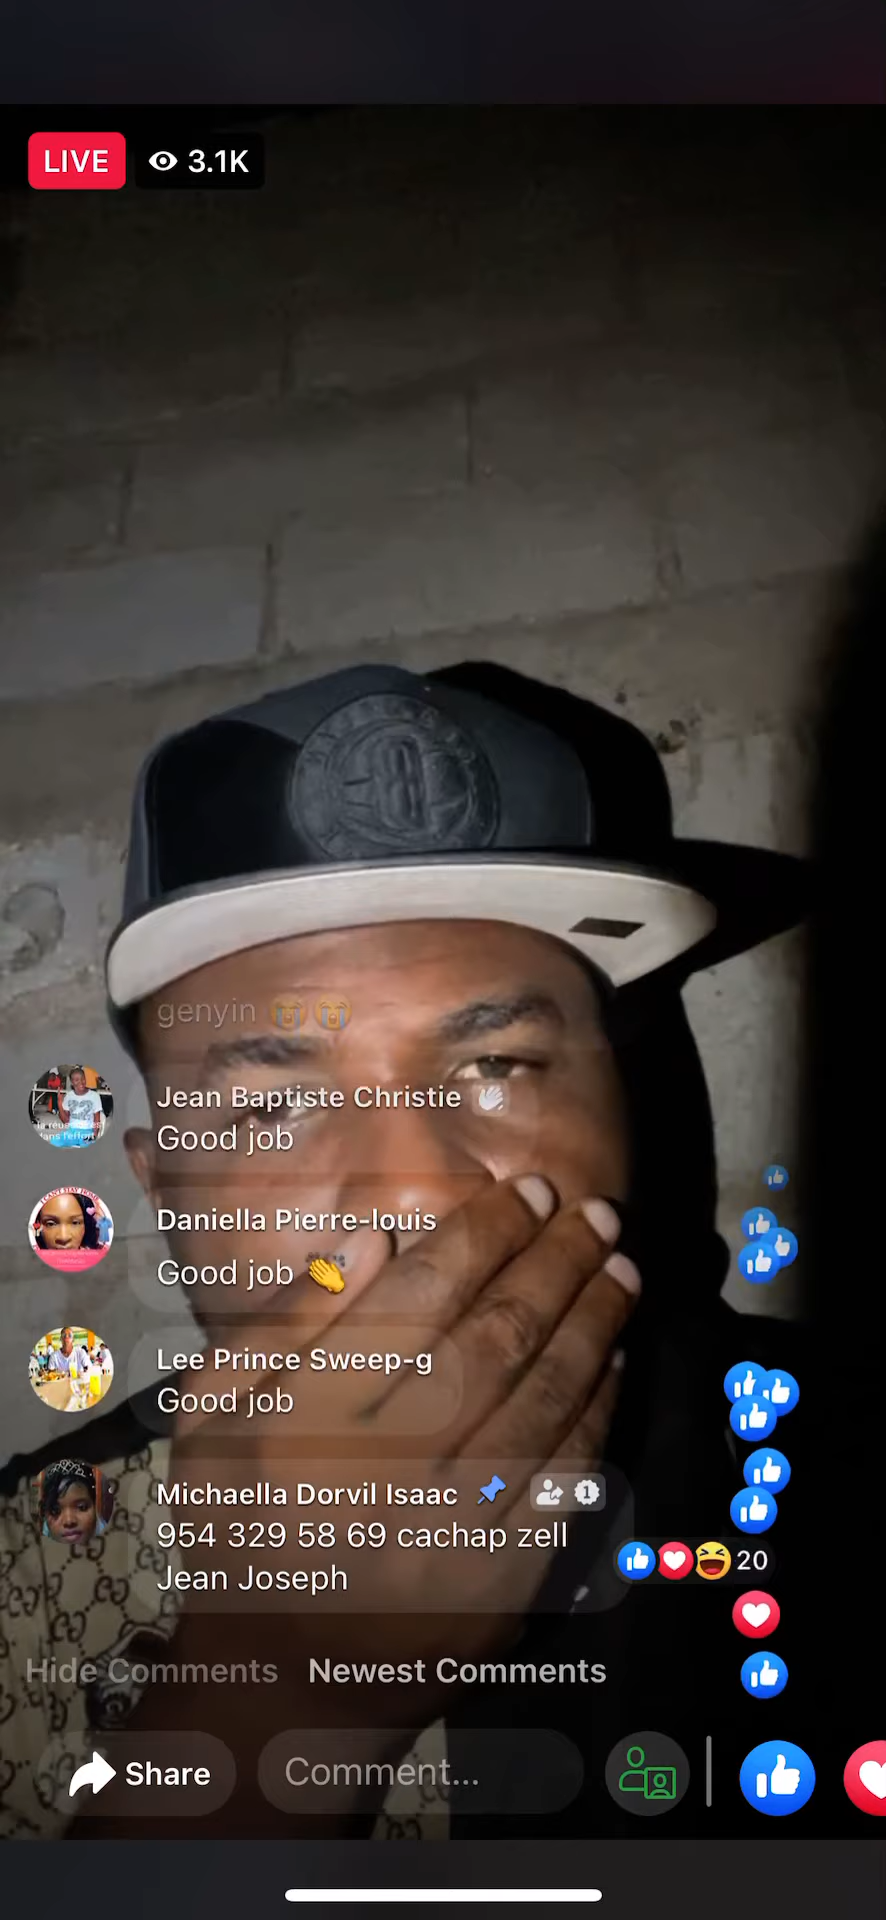 LIVE 3.1K
genyin 😭😭
Jean Baptiste Christie
Good job
Daniella Pierre-louis
Good job 👏
Lee Prince Sweep-g
Good job
Michaella Dorvil Isaac
954 329 58 69 cachap zell
Jean Joseph
20
Hide Comments Newest Comments
Share Comment...